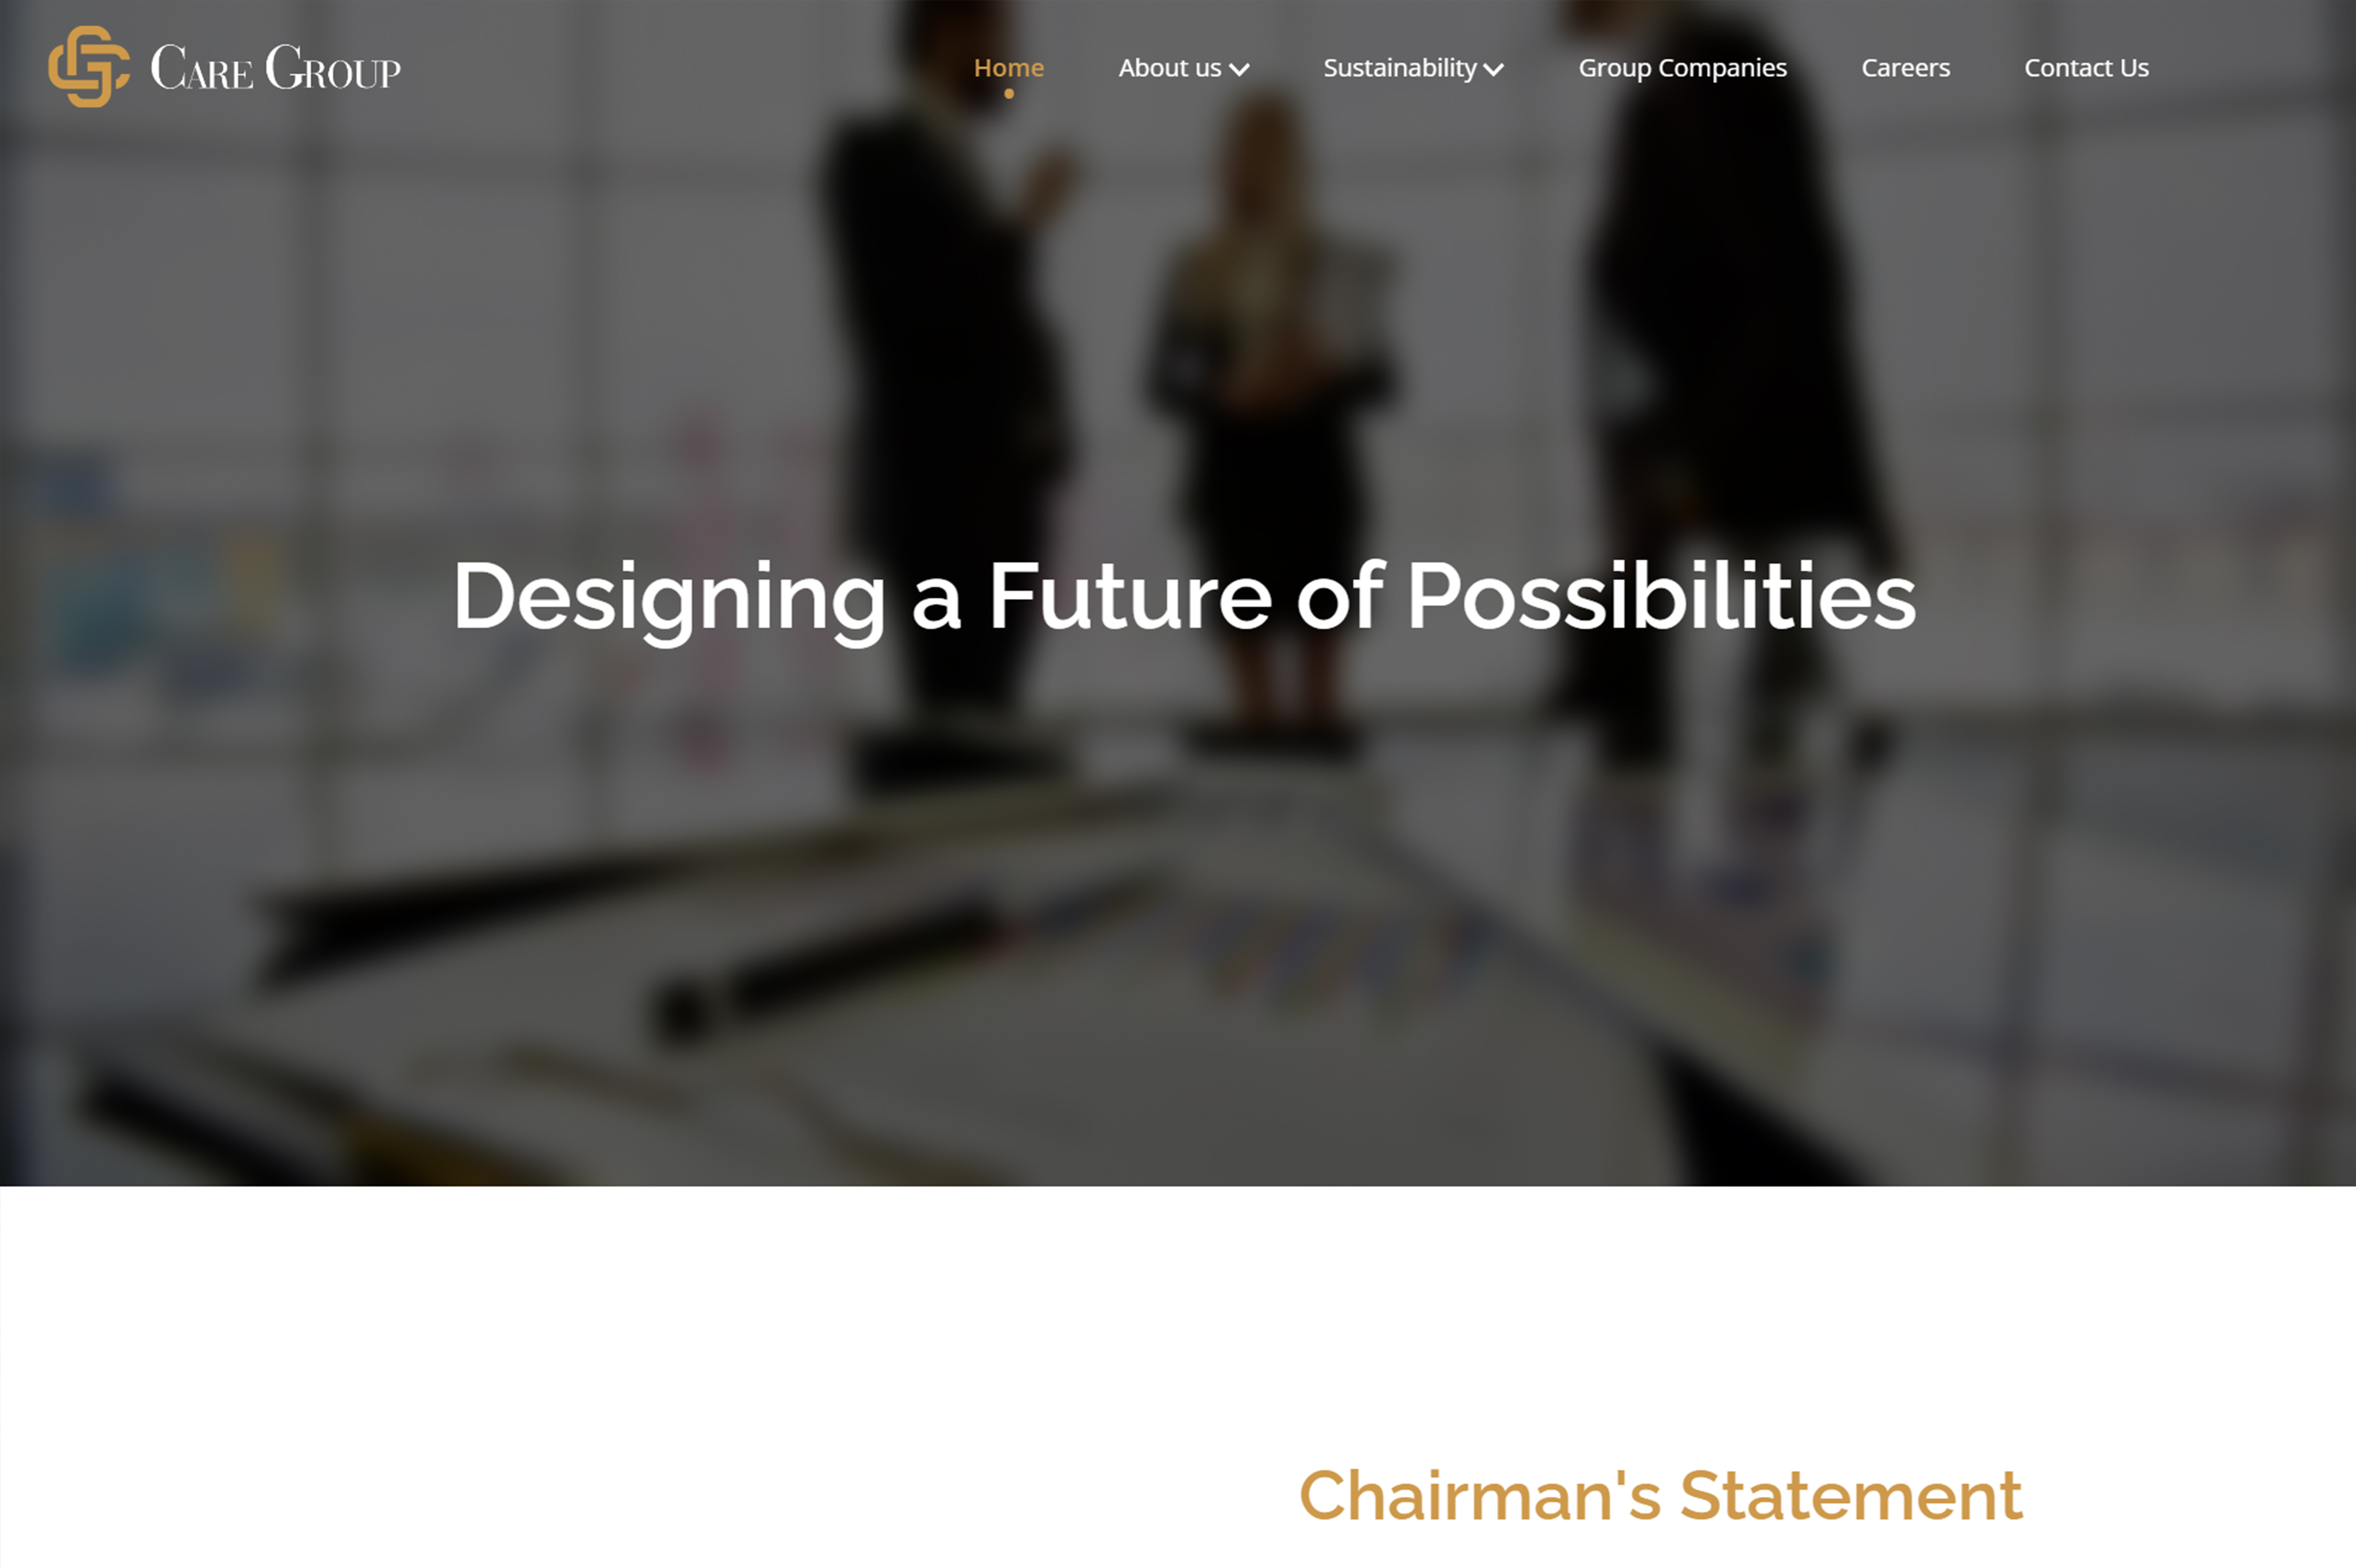 CARE GROUP
Home
About us
Sustainability
Group Companies
Careers
Contact Us
Designing a Future of Possibilities
Chairman's Statement